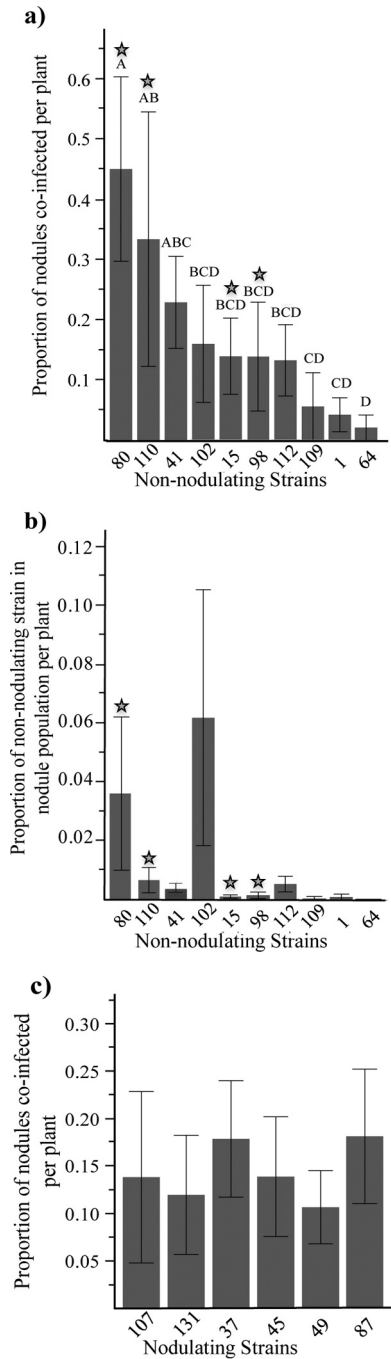 a)
Proportion of nodules co-infected per plant
0.6
0.5
0.4
0.3
0.2
0.1
A
AB
ABC
BCD
BCD
BCD
BCD
CD
CD
D
80 110 41 102 15 98 112 109 1 64
Non-nodulating Strains
b)
Proportion of non-nodulating strain in
nodule population per plant
0.12
0.10
0.08
0.06
0.04
0.02
80 110 41 102 15 98 112 109 1 64
Non-nodulating Strains
c)
Proportion of nodules co-infected
per plant
0.30
0.25
0.20
0.15
0.10
0.05
107 131 37 45 49 87
Nodulating Strains